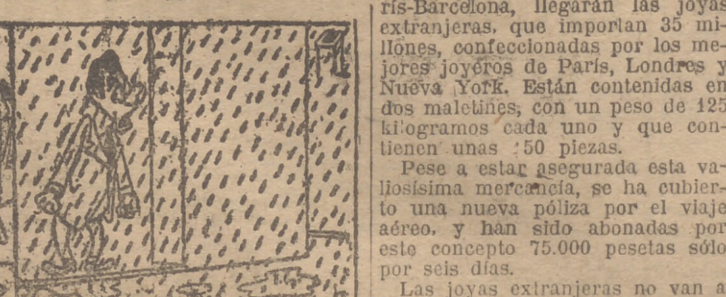 rís-Barcelona, llegarán las joyas
extranjeras, que importan 35 mi-
llones, confeccionadas por los me-
jores joyeros de París, Londres y
Nueva York. Están contenidas en
dos maletines, con un peso de 125
kilogramos cada uno y que con-
tienen unas 50 piezas.
Pese a estar asegurada esta va-
liosísima mercancía, se ha cubier-
to una nueva póliza por el viaje
aéreo, y han sido abonadas por
este concepto 75.000 pesetas sólo
por seis días.
Las joyas extranjeras no van a